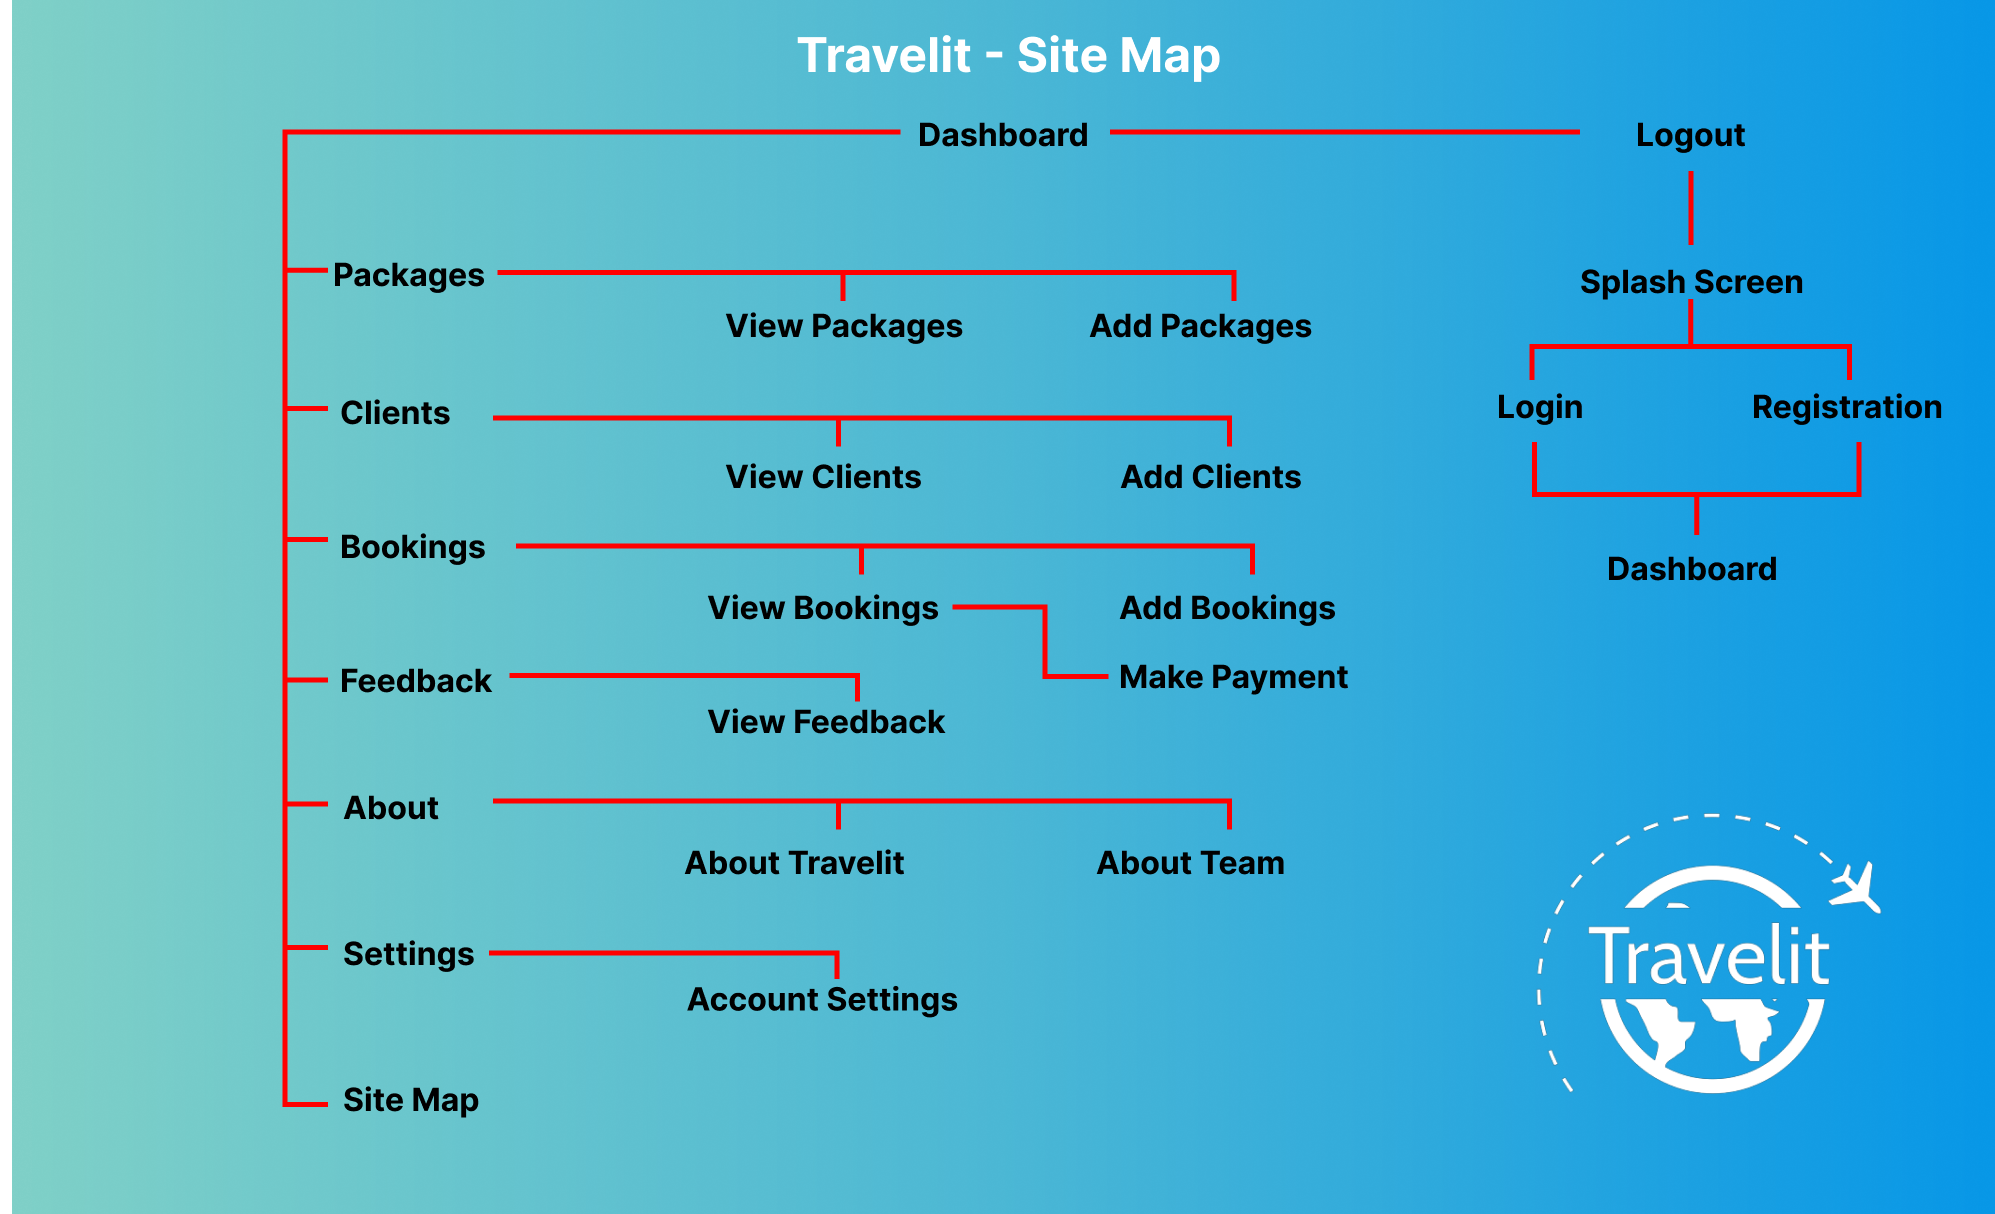 Travelit - Site Map
Dashboard
Logout
Packages
View Packages
Add Packages
Clients
View Clients
Add Clients
Bookings
View Bookings
Add Bookings
Make Payment
Feedback
View Feedback
About
About Travelit
About Team
Settings
Account Settings
Site Map
Splash Screen
Login
Registration
Dashboard
Travelit